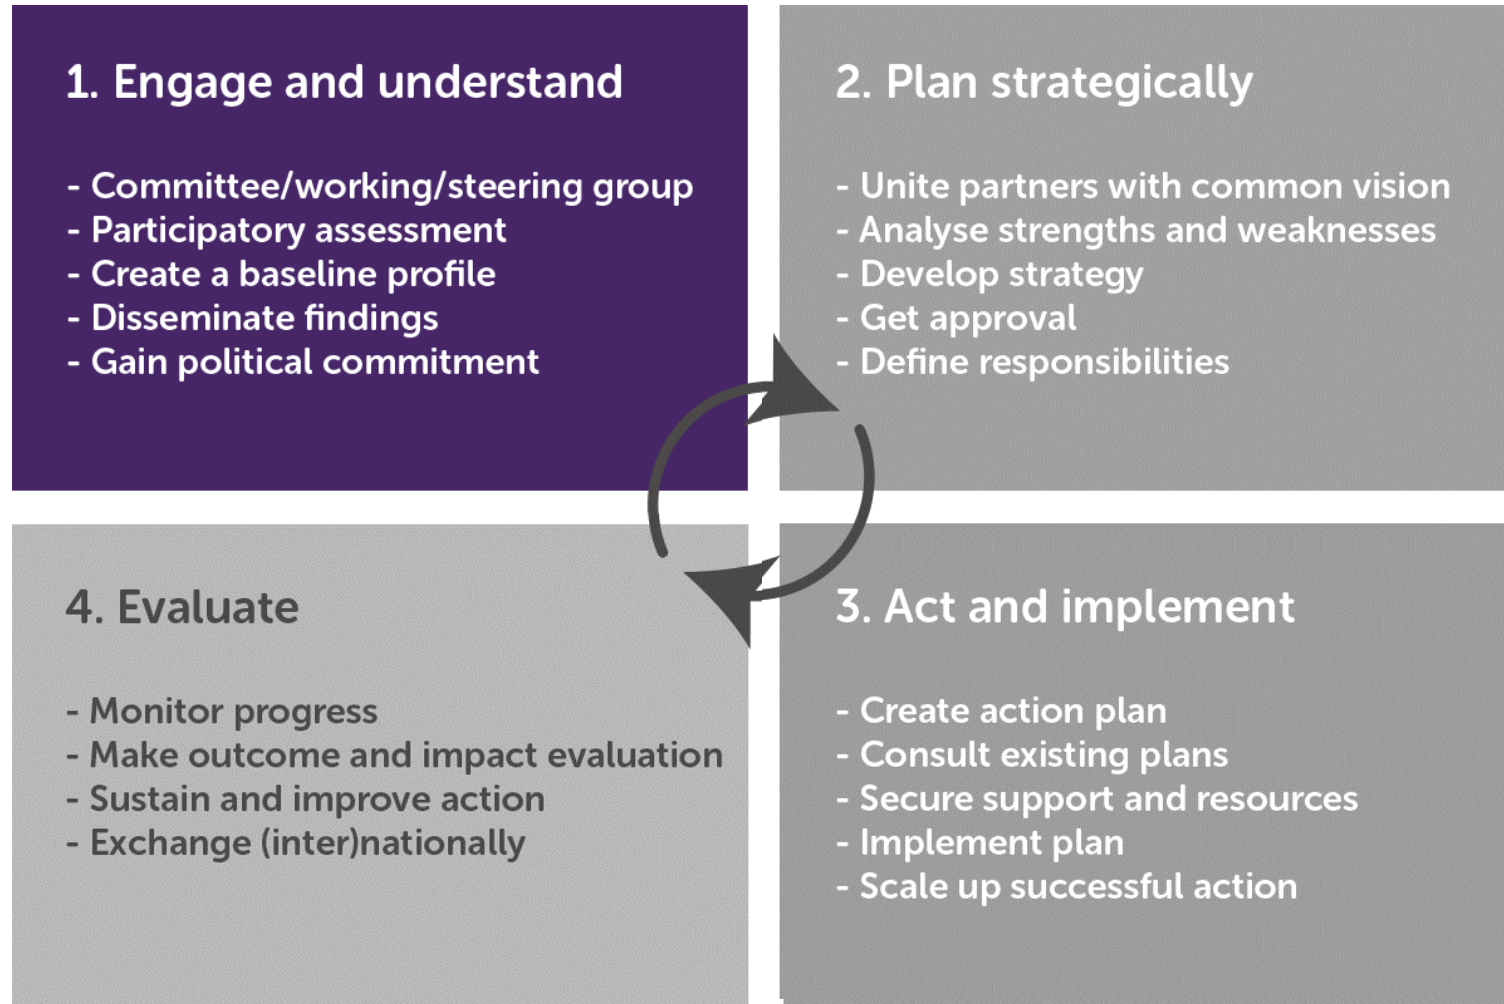 1. Engage and understand
- Committee/working/steering group
- Participatory assessment
- Create a baseline profile
- Disseminate findings
- Gain political commitment
2. Plan strategically
- Unite partners with common vision
- Analyse strengths and weaknesses
- Develop strategy
- Get approval
- Define responsibilities
4. Evaluate
- Monitor progress
- Make outcome and impact evaluation
- Sustain and improve action
- Exchange (inter)nationally
3. Act and implement
- Create action plan
- Consult existing plans
- Secure support and resources
- Implement plan
- Scale up successful action